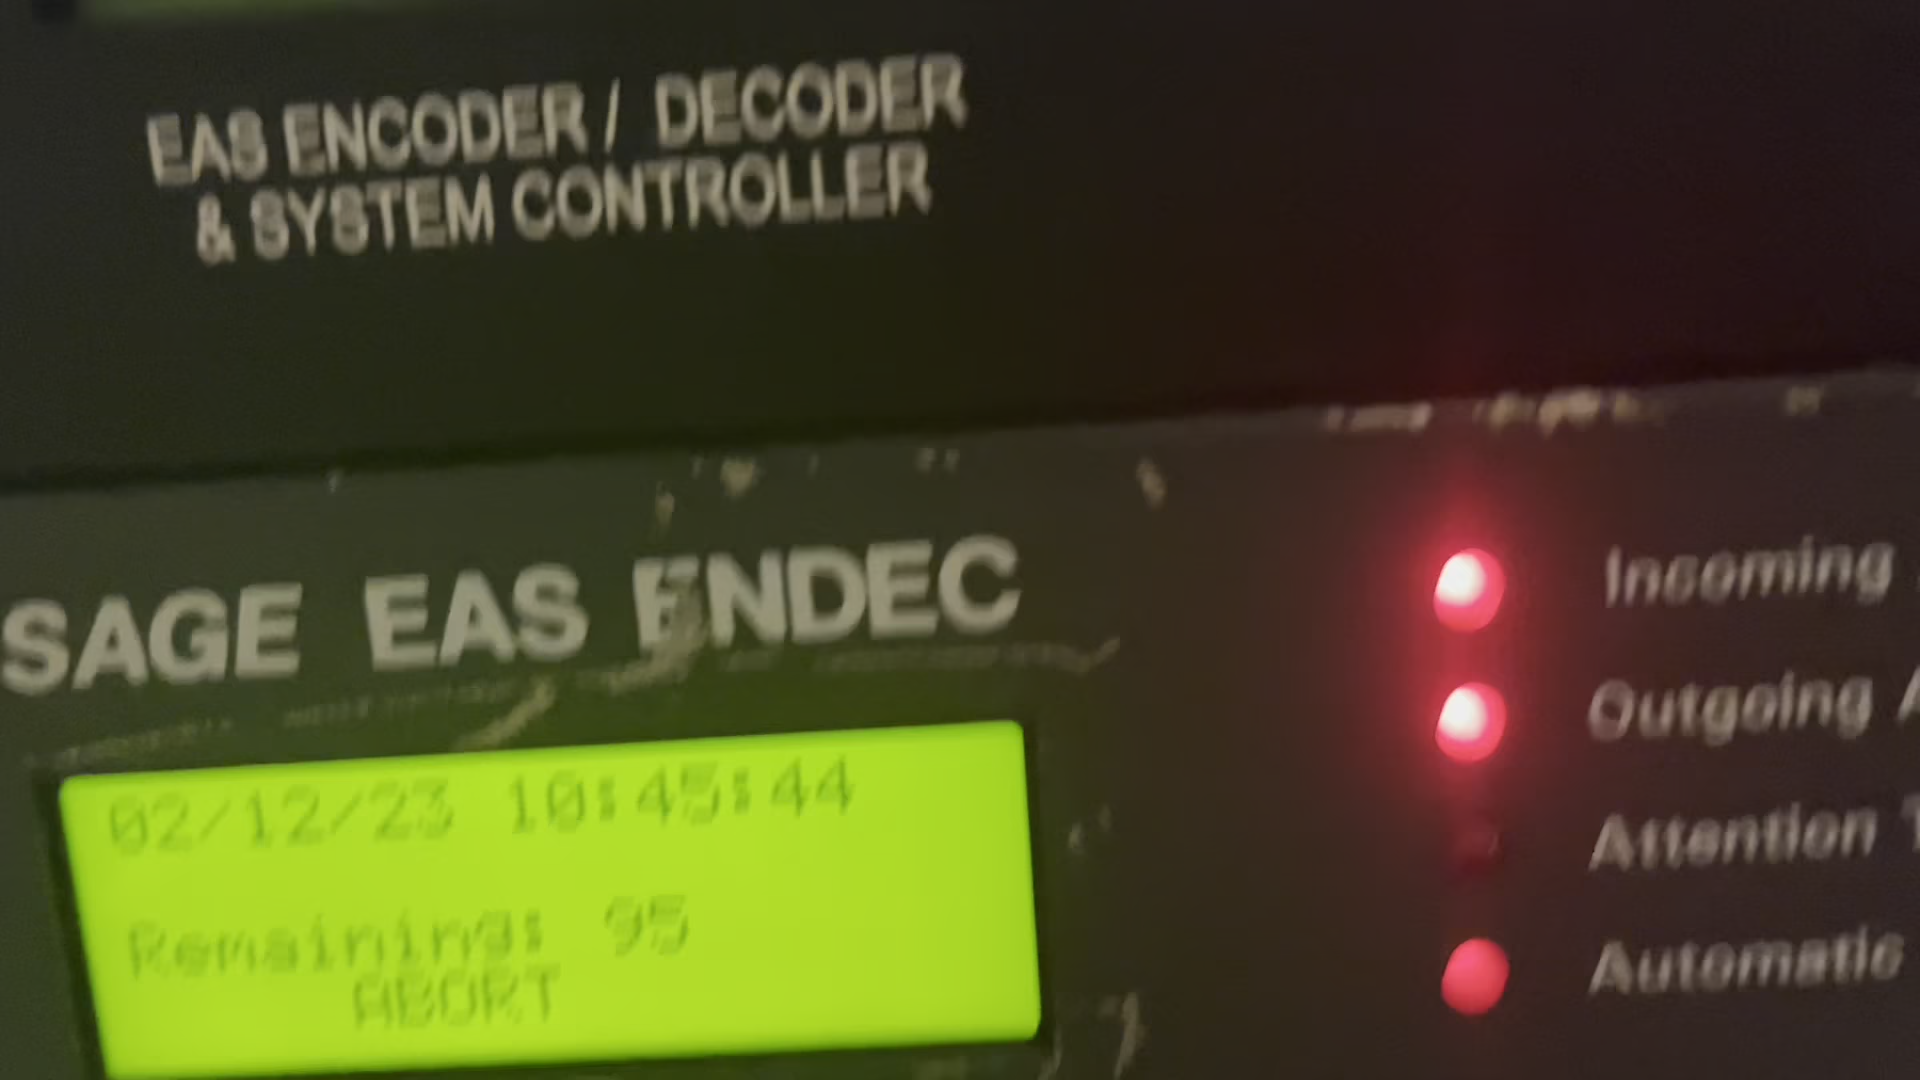 EAS ENCODER / DECODER
& SYSTEM CONTROLLER
SAGE EAS ENDEC
02/12/23 10:45:44
Remaining: 95
ABORT
Incoming
Outgoing A
Attention T
Automatic